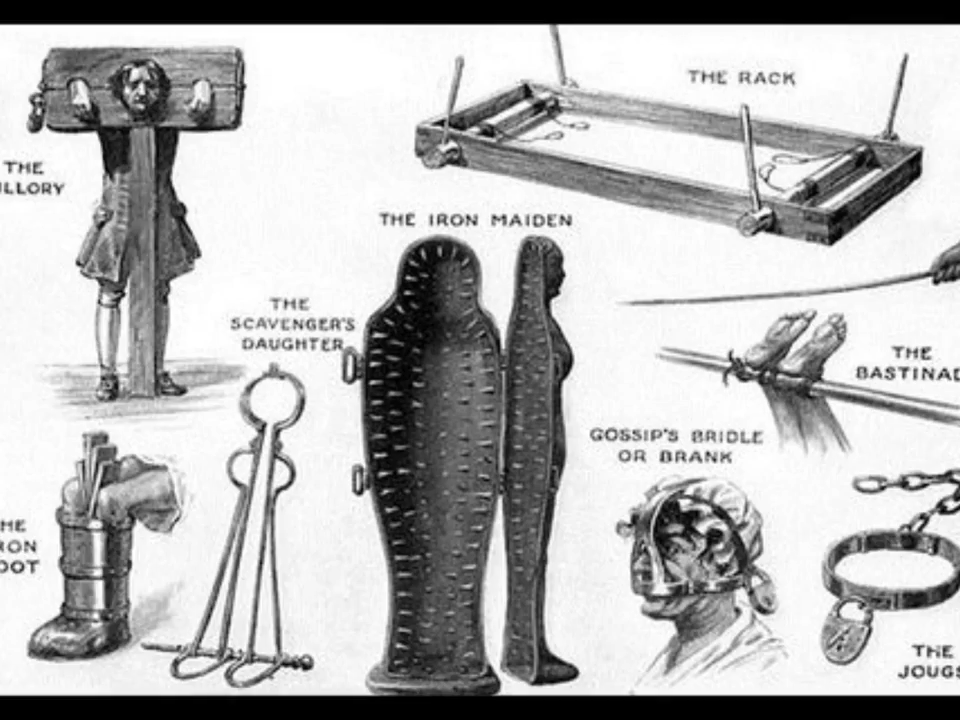 THE RACK
THE
ILLORY
THE IRON MAIDEN
THE
SCAVENGER'S
DAUGHTER
THE
BASTINAD
GOSSIP'S BRIDLE
OR BRANK
HE
RON
OOT
THE
JOUGS